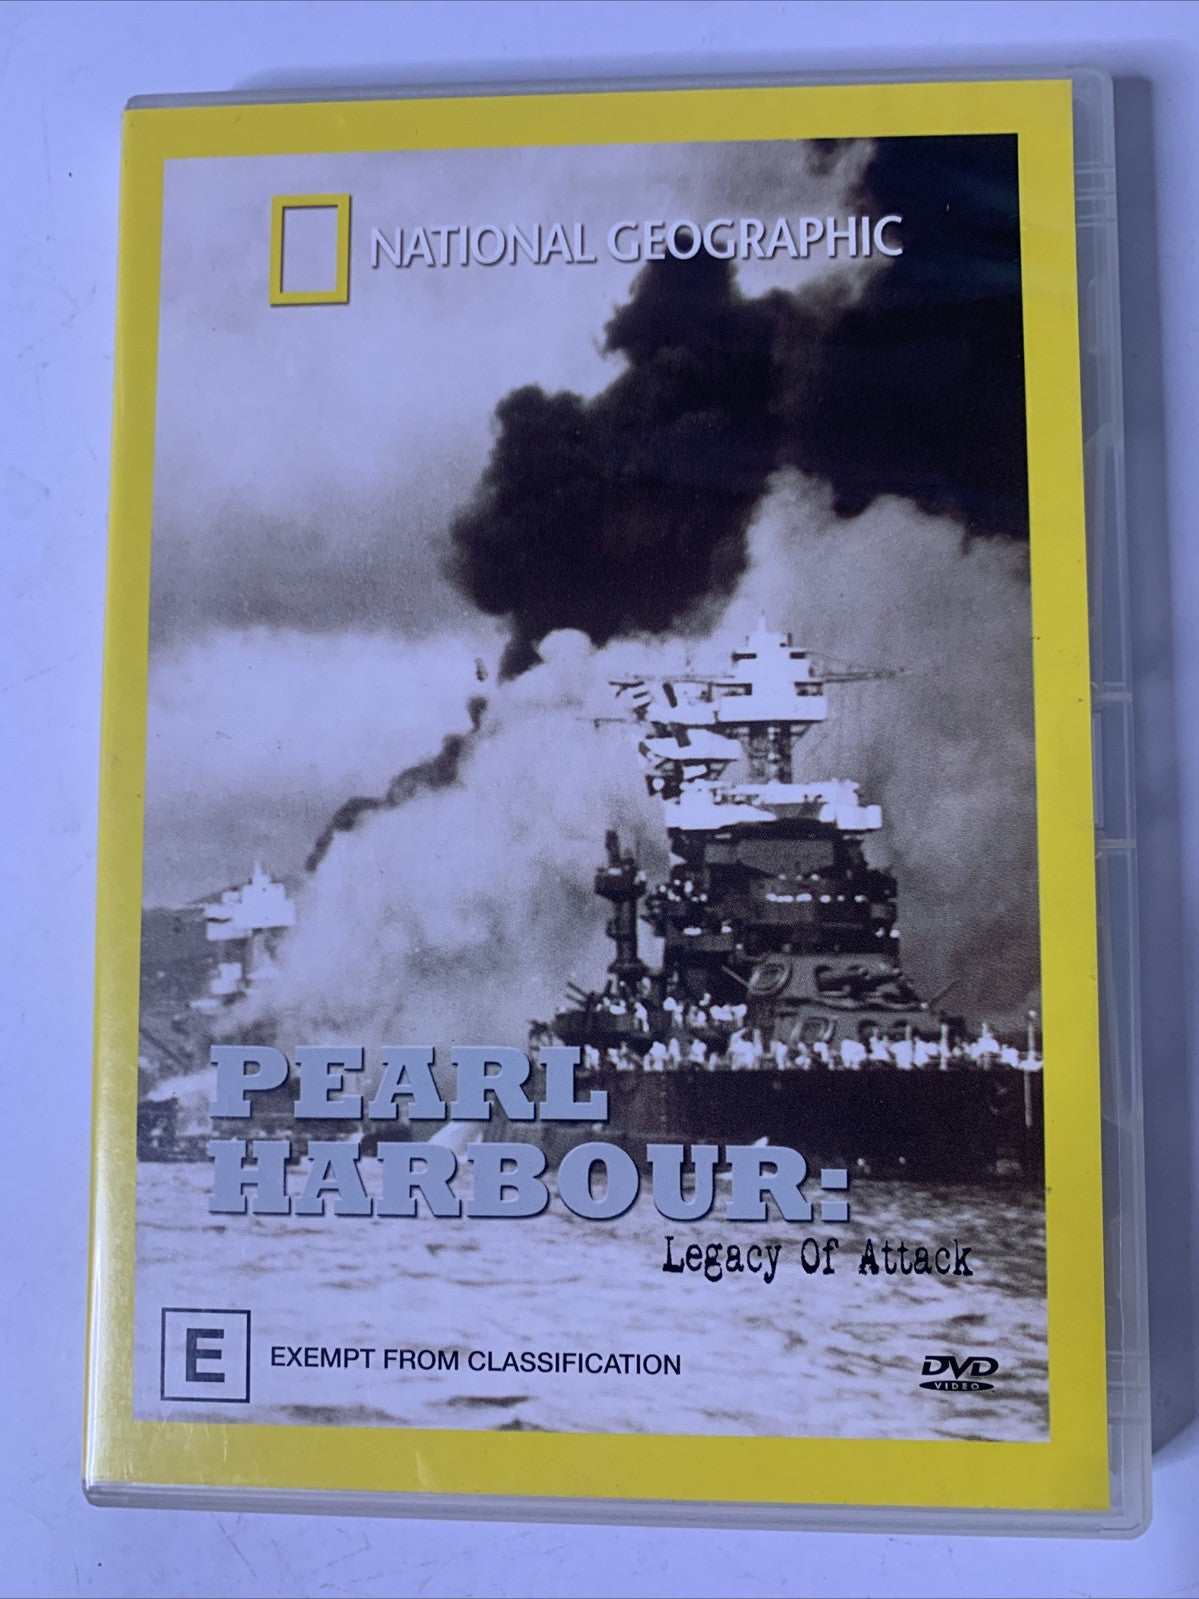 NATIONAL GEOGRAPHIC
PEARL
HARBOUR:
Legacy Of Attack
E
EXEMPT FROM CLASSIFICATION
DVD
VIDEO